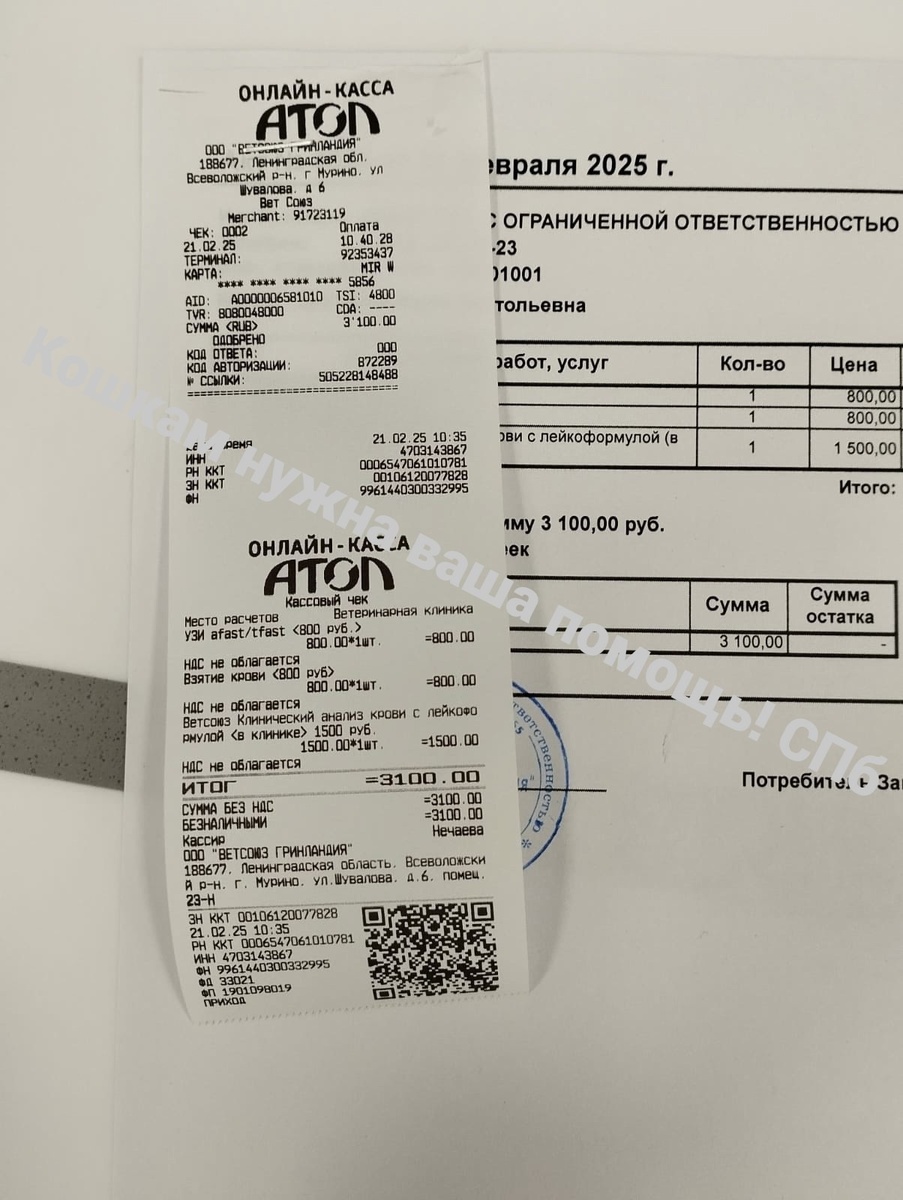 ОНЛАЙН-КАССА
АТОЛ
ООО "ВЕТСОЮЗ ГРИНЛАНДИЯ"
188677. Ленинградская обл.
Всеволожский р-н. г Мурино. ул
Шувалова. д 6
Вет Союз
Merchant: 91723119
ЧЕК: 0002 Оплата
21.02.25 10.40.28
ТЕРМИНАЛ: 92353437
КАРТА: MIR W
**** **** **** **** 5856
AID: A0000006581010 TSI: 4800
TVR: 8080048000 CDA: ----
СУММА <RUB> 3'100.00
ОДОБРЕНО
КОД ОТВЕТА: 000
КОД АВТОРИЗАЦИИ: 872289
№ ССЫЛКИ: 505228148488
================================
21.02.25 10:35
ИНН 4703143867
РН ККТ 0006547061010781
ЗН ККТ 00106120077828
ФН 9961440300332995
ОНЛАЙН-КАССА
АТОЛ
Кассовый чек
Место расчетов Ветеринарная клиника
УЗИ afast/tfast <800 руб.>
800.00*1шт. =800.00
НДС не облагается
Взятие крови <800 руб>
800.00*1шт. =800.00
НДС не облагается
Ветсоюз Клинический анализ крови с лейкофо
рмулой <в клинике> 1500 руб.
1500.00*1шт. =1500.00
НДС не облагается
ИТОГ =3100.00
СУММА БЕЗ НДС =3100.00
БЕЗНАЛИЧНЫМИ =3100.00
Кассир Нечаева
ООО "ВЕТСОЮЗ ГРИНЛАНДИЯ"
188677. Ленинградская область. Всеволожски
й р-н. г. Мурино. ул.Шувалова. д.6. помещ.
23-Н
ЗН ККТ 00106120077828
21.02.25 10:35
РН ККТ 0006547061010781
ИНН 4703143867
ФН 9961440300332995
ФД 33021
ФП 1901098019
ПРИХОД
евраля 2025 г.
С ОГРАНИЧЕННОЙ ОТВЕТСТВЕННОСТЬЮ
-23
01001
тольевна
работ, услуг Кол-во Цена
1 800,00
1 800,00
ови с лейкоформулой (в 1 1 500,00
Итого:
мму 3 100,00 руб.
еек
Сумма Сумма остатка
3 100,00 -
тветственностью
Потребитель За
Кошкам нужна ваша помощь! СПб